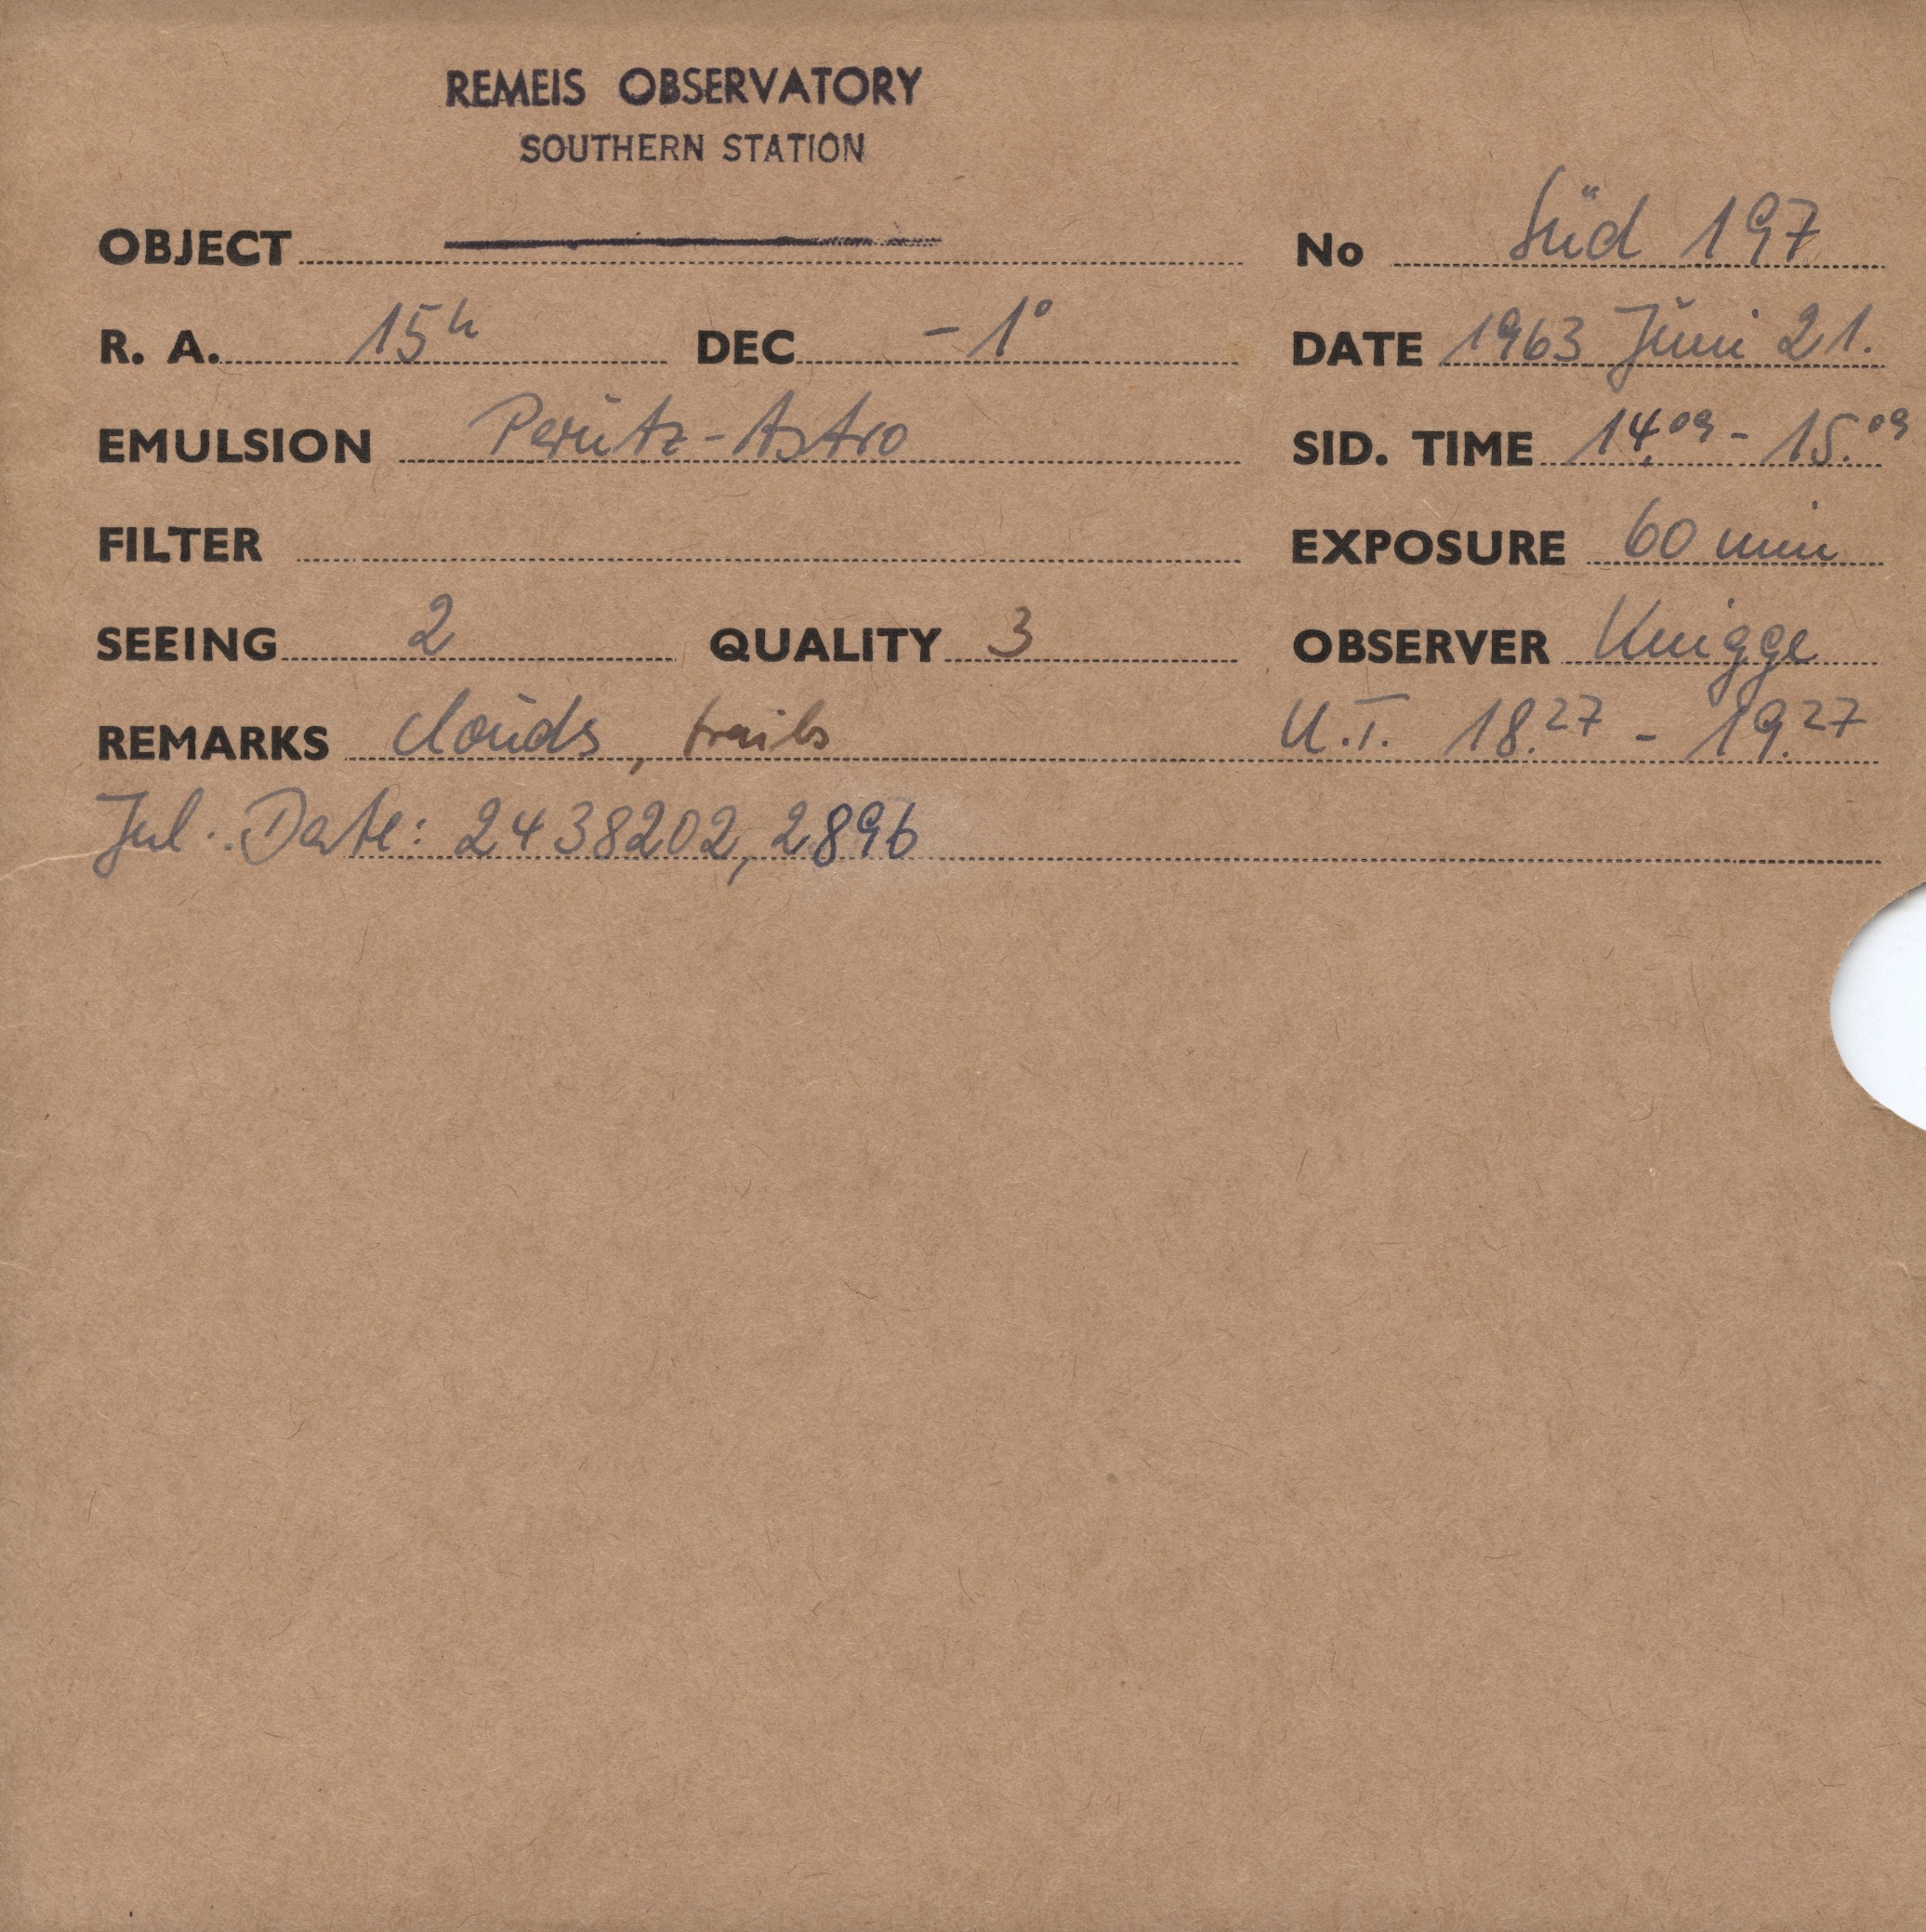 REMEIS OBSERVATORY
SOUTHERN STATION
OBJECT No Süd 197
R. A. 15h DEC -1° DATE 1963 Juni 21.
EMULSION Perutz-Astro SID. TIME 14.09 - 15.09
FILTER EXPOSURE 60 min
SEEING 2 QUALITY 3 OBSERVER Knigge
REMARKS clouds, trails U.T. 18.27 - 19.27
Jul. Date: 2438202,2896